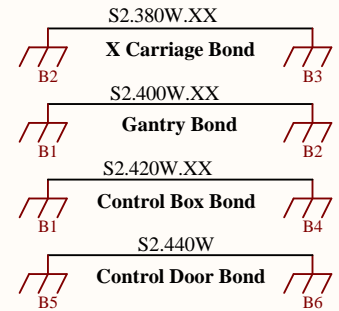 S2.380W.XX
X Carriage Bond
B2 B3
S2.400W.XX
Gantry Bond
B1 B2
S2.420W.XX
Control Box Bond
B1 B4
S2.440W
Control Door Bond
B5 B6